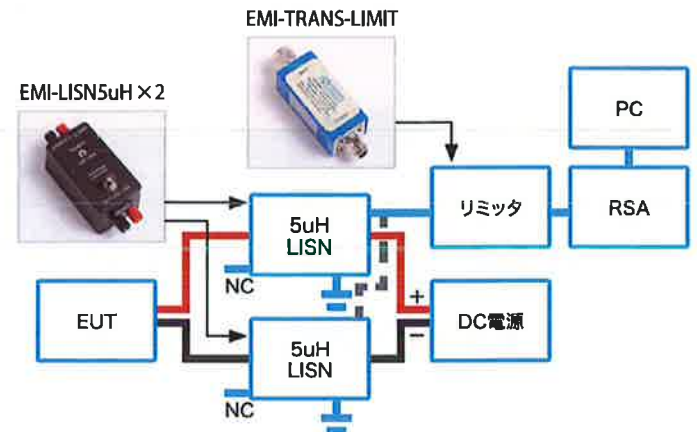 EMI-TRANS-LIMIT
EMI-LISN5uH×2
PC
リミッタ
RSA
5uH
LISN
NC
EUT
+
−
DC電源
5uH
LISN
NC